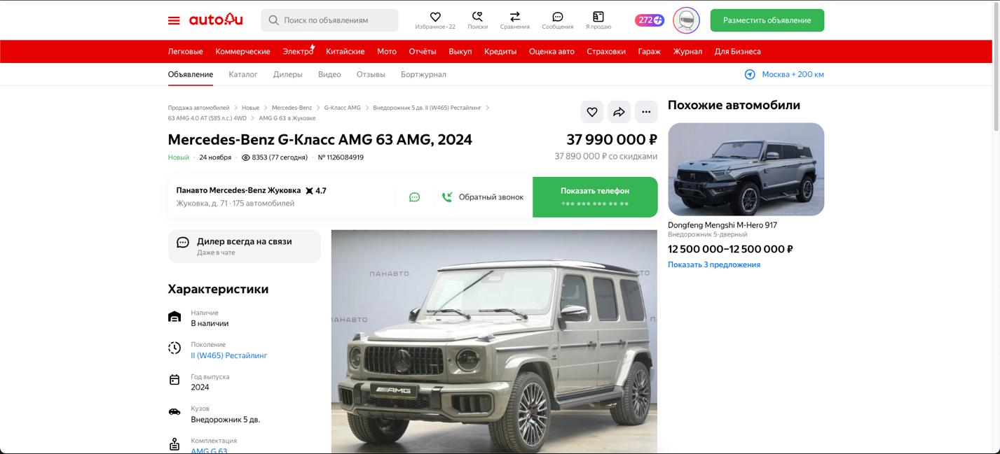 auto.ru
Поиск по объявлениям
Избранное • 22
Поиски
Сравнения
Сообщения
Я продаю
272
Разместить объявление
Легковые
Коммерческие
Электро
Китайские
Мото
Отчёты
Выкуп
Кредиты
Оценка авто
Страховки
Гараж
Журнал
Для Бизнеса
Объявление
Каталог
Дилеры
Видео
Отзывы
Бортжурнал
Москва + 200 км
Продажа автомобилей > Новые > Mercedes-Benz > G-Класс AMG > Внедорожник 5 дв. II (W465) Рестайлинг >
63 AMG 4.0 AT (585 л.с.) 4WD > AMG G 63 в Жуковке
Mercedes-Benz G-Класс AMG 63 AMG, 2024
37 990 000 ₽
Новый · 24 ноября · 8353 (77 сегодня) · № 1126084919
37 890 000 ₽ со скидками
Панавто Mercedes-Benz Жуковка 4.7
Жуковка, д. 71 · 175 автомобилей
Обратный звонок
Показать телефон
+●● ●●● ●●● ●● ●●
Дилер всегда на связи
Даже в чате
Характеристики
Наличие
В наличии
Поколение
II (W465) Рестайлинг
Год выпуска
2024
Кузов
Внедорожник 5 дв.
Комплектация
AMG G 63
ПАНАВТО
ПАНАВТО
AMG
Похожие автомобили
Dongfeng Mengshi M-Hero 917
Внедорожник 5-дверный
12 500 000–12 500 000 ₽
Показать 3 предложения